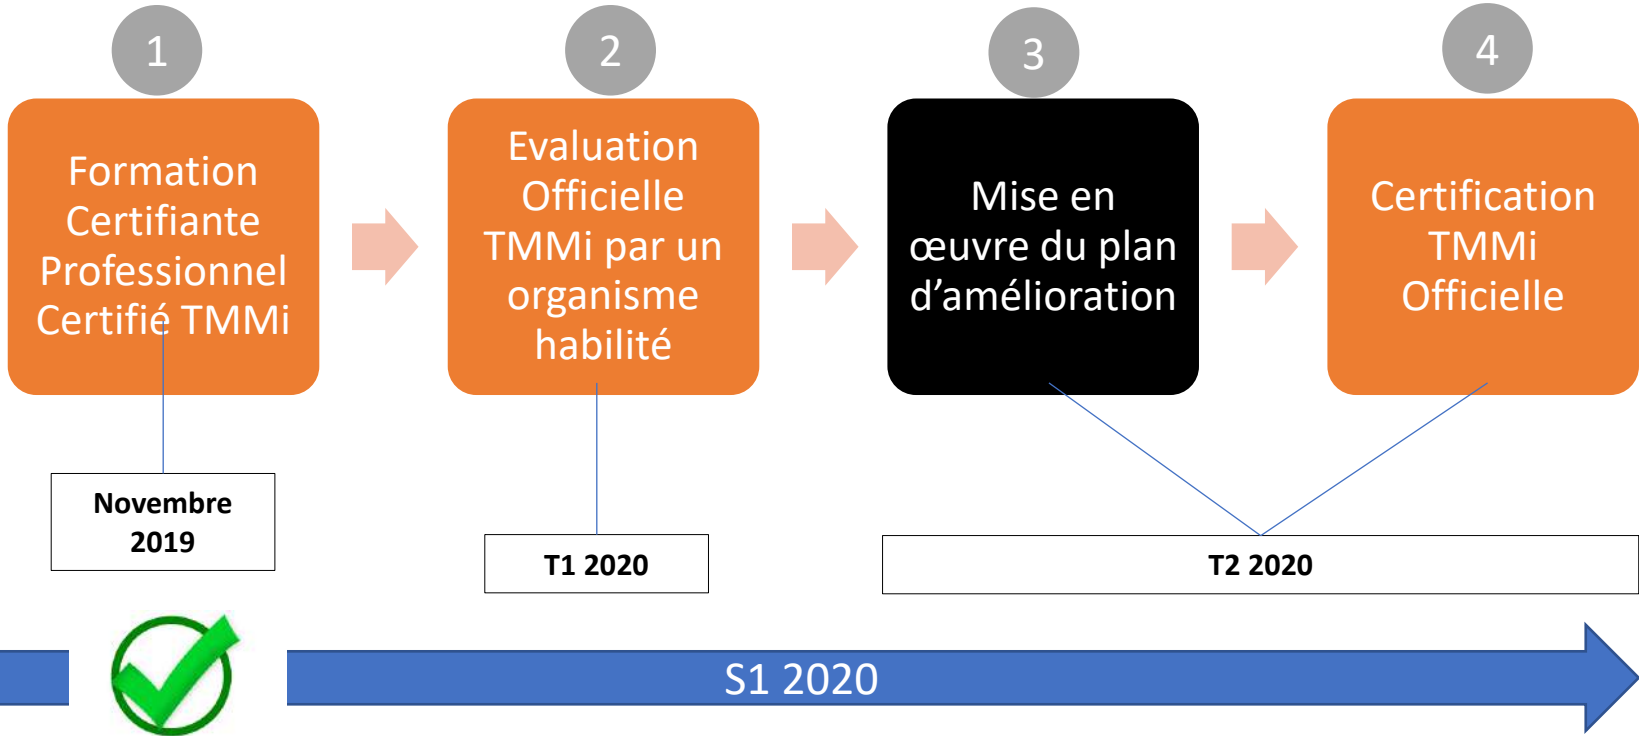 1
Formation
Certifiante
Professionnel
Certifié TMMi
2
Evaluation
Officielle
TMMi par un
organisme
habilité
3
Mise en
œuvre du plan
d’amélioration
4
Certification
TMMi
Officielle
Novembre
2019
T1 2020
T2 2020
S1 2020